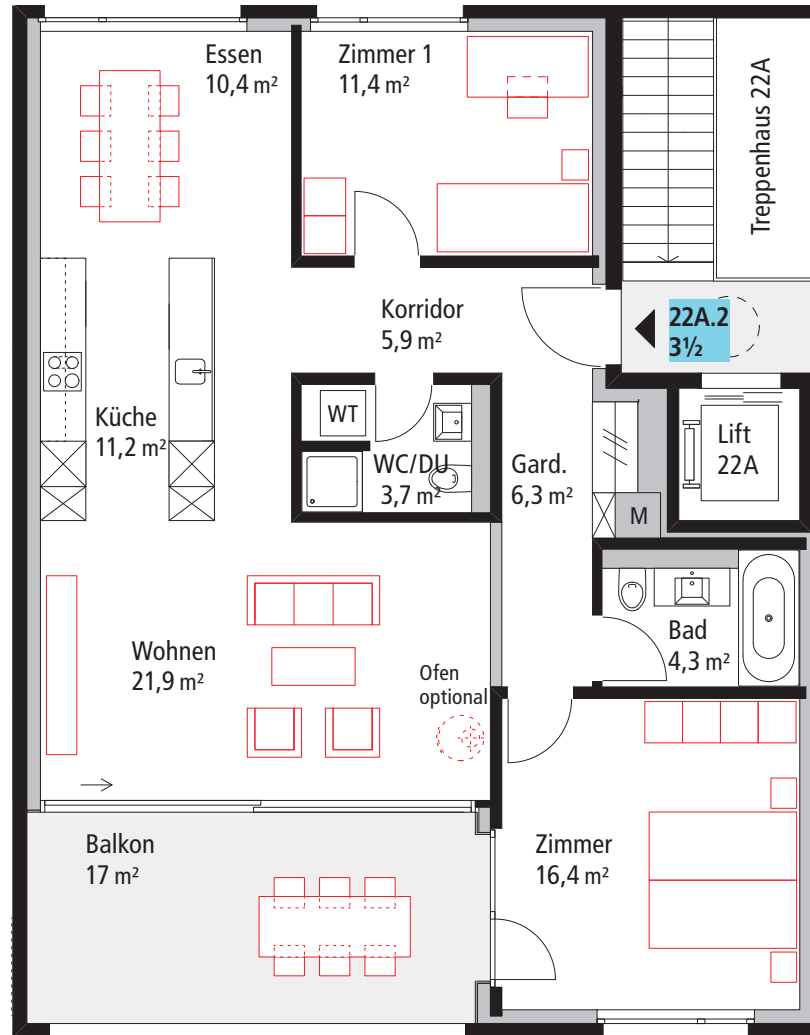 Essen
10,4 m²
Zimmer 1
11,4 m²
Treppenhaus 22A
Korridor
5,9 m²
22A.2
3½
Küche
11,2 m²
WT
WC/DU
3,7 m²
Gard.
6,3 m²
M
Lift
22A
Bad
4,3 m²
Wohnen
21,9 m²
Ofen
optional
Balkon
17 m²
Zimmer
16,4 m²